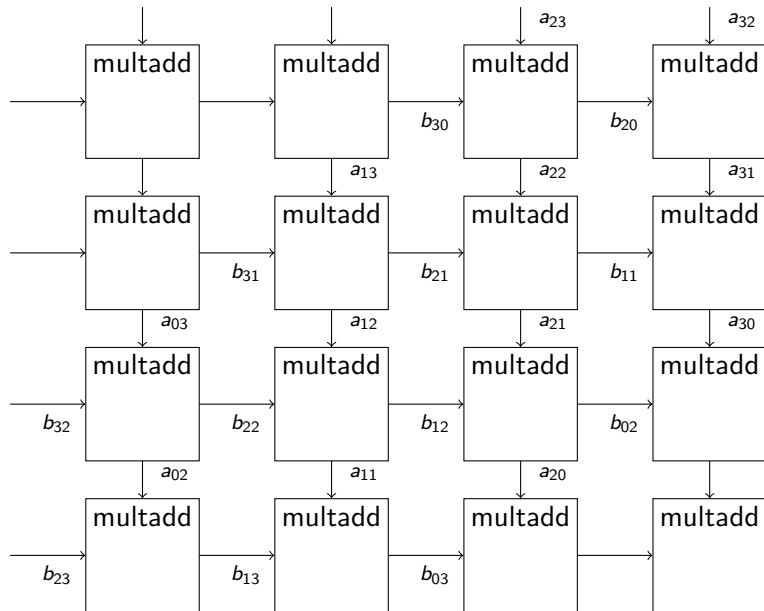 a₂₃ a₃₂
multadd multadd multadd multadd
b₃₀ b₂₀
a₁₃ a₂₂ a₃₁
multadd multadd multadd multadd
b₃₁ b₂₁ b₁₁
a₀₃ a₁₂ a₂₁ a₃₀
multadd multadd multadd multadd
b₃₂ b₂₂ b₁₂ b₀₂
a₀₂ a₁₁ a₂₀
multadd multadd multadd multadd
b₂₃ b₁₃ b₀₃